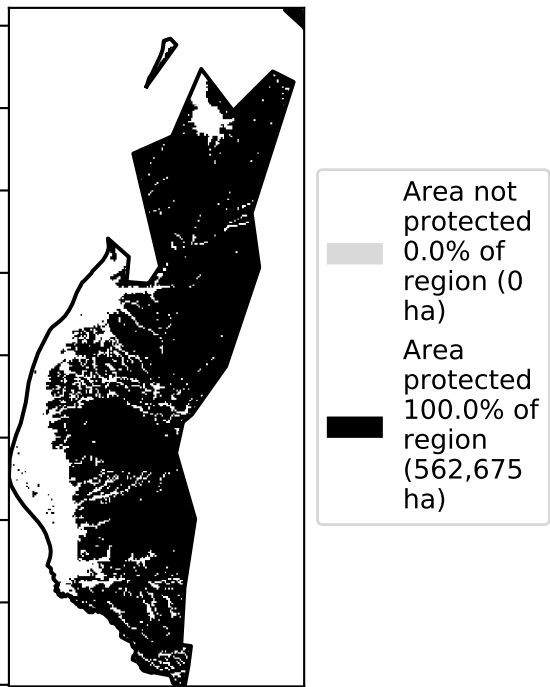 Area not
protected
0.0% of
region (0
ha)
Area
protected
100.0% of
region
(562,675
ha)